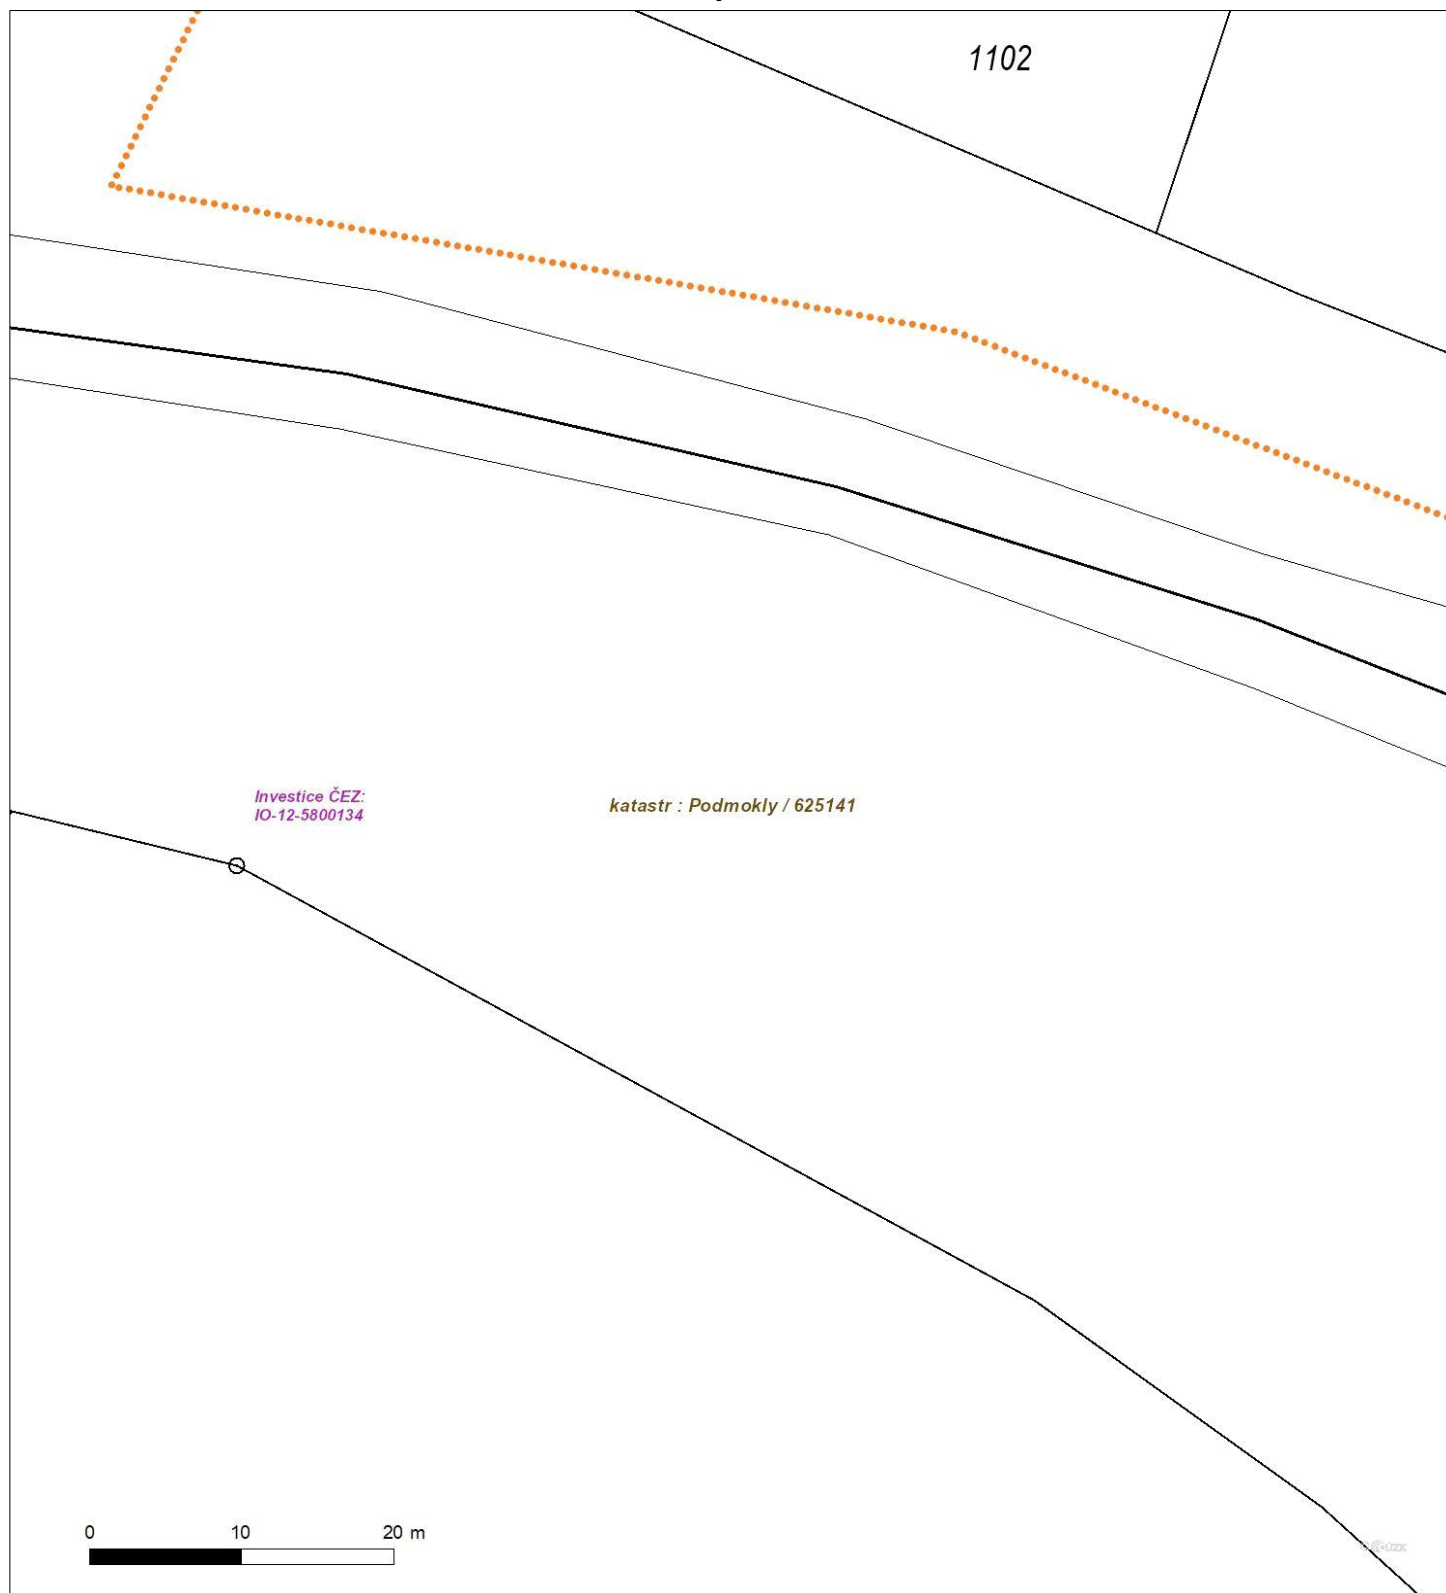 1102
Investice ČEZ:
IO-12-5800134
katastr : Podmokly / 625141
0 10 20 m